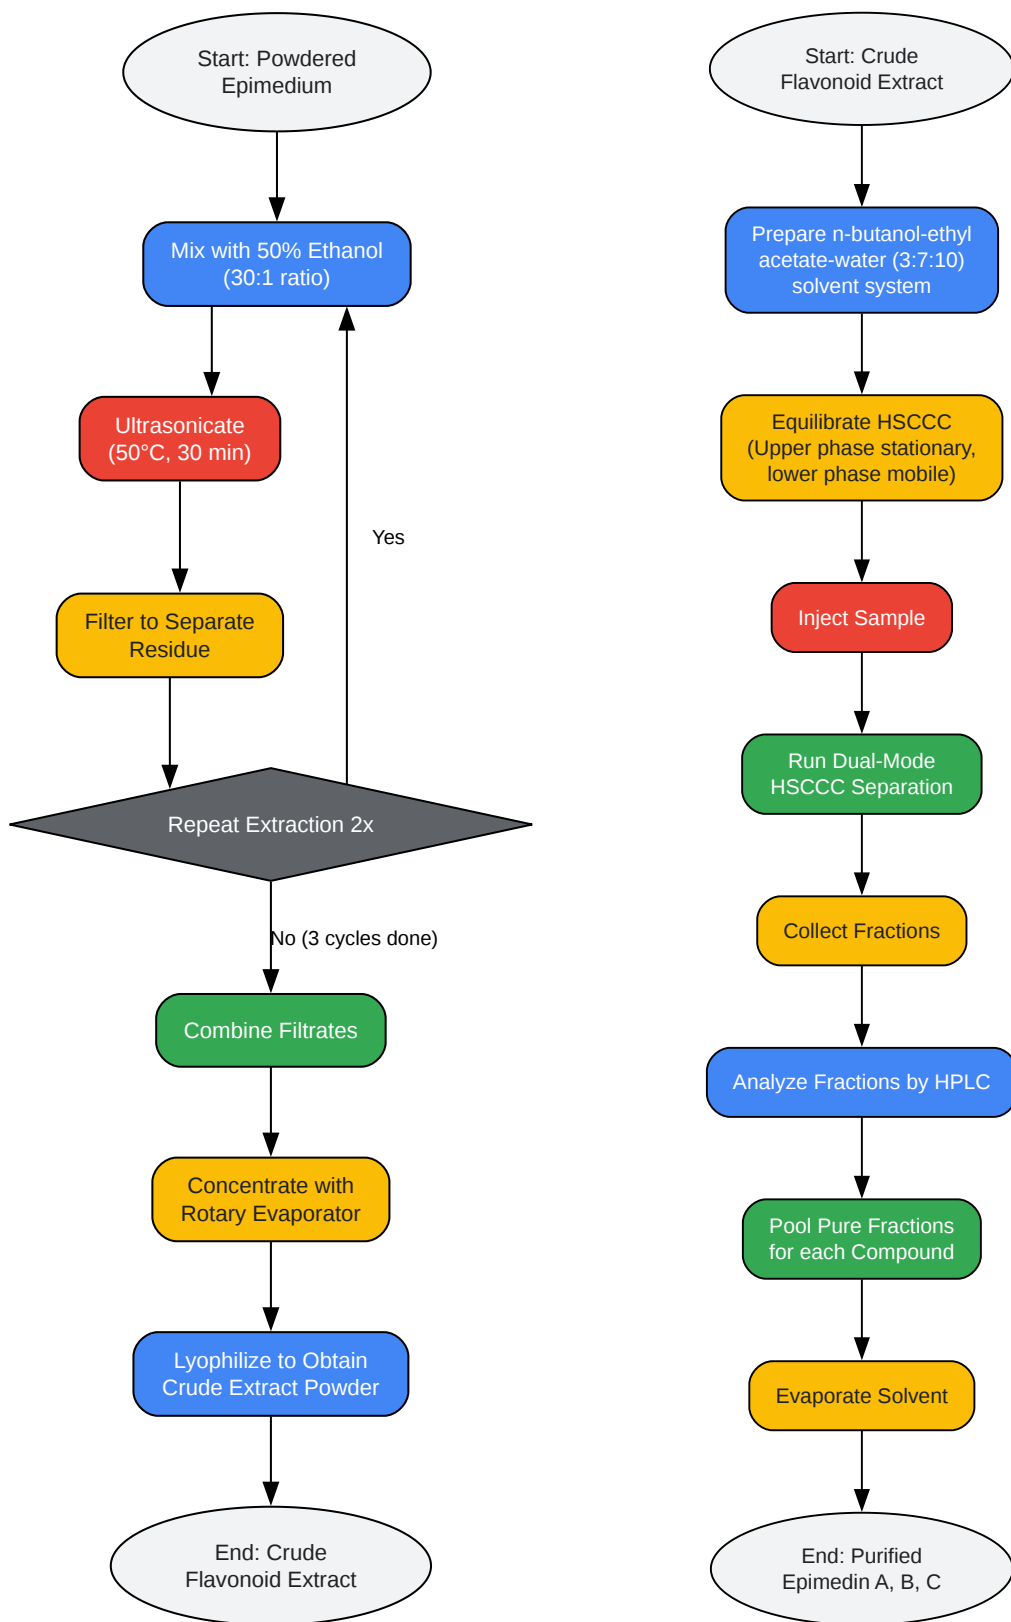 Start: Powdered
Epimedium
Mix with 50% Ethanol
(30:1 ratio)
Ultrasonicate
(50°C, 30 min)
Yes
Filter to Separate
Residue
Repeat Extraction 2x
No (3 cycles done)
Combine Filtrates
Concentrate with
Rotary Evaporator
Lyophilize to Obtain
Crude Extract Powder
End: Crude
Flavonoid Extract
Start: Crude
Flavonoid Extract
Prepare n-butanol-ethyl
acetate-water (3:7:10)
solvent system
Equilibrate HSCCC
(Upper phase stationary,
lower phase mobile)
Inject Sample
Run Dual-Mode
HSCCC Separation
Collect Fractions
Analyze Fractions by HPLC
Pool Pure Fractions
for each Compound
Evaporate Solvent
End: Purified
Epimedin A, B, C